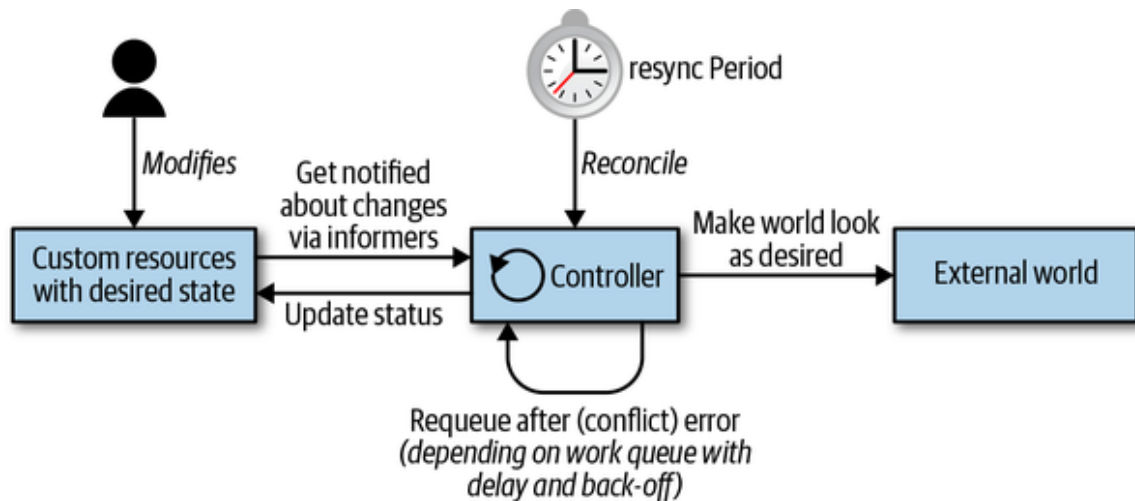 resync Period
Modifies
Reconcile
Get notified
about changes
via informers
Make world look
as desired
Custom resources
with desired state
Controller
External world
Update status
Requeue after (conflict) error
(depending on work queue with
delay and back-off)